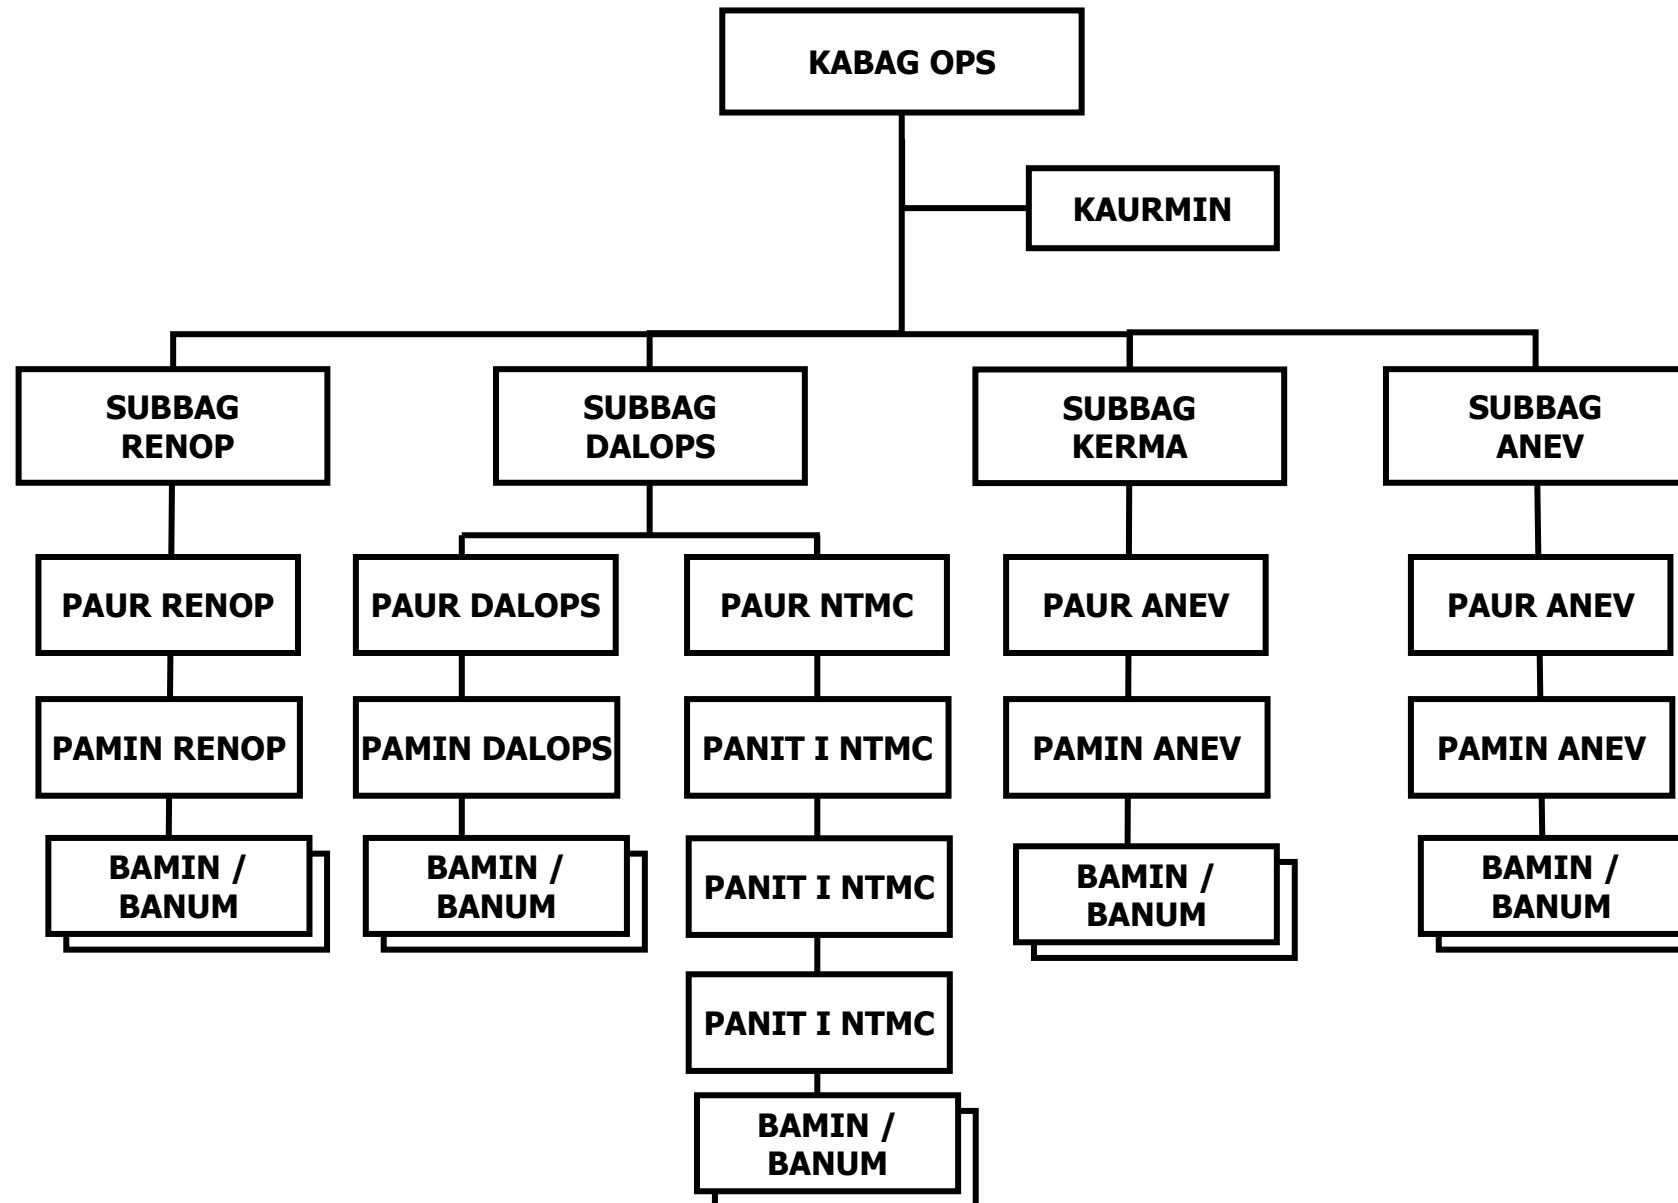 KABAG OPS
KAURMIN
SUBBAG
RENOP
SUBBAG
DALOPS
SUBBAG
KERMA
SUBBAG
ANEV
PAUR RENOP
PAUR DALOPS
PAUR NTMC
PAUR ANEV
PAUR ANEV
PAMIN RENOP
PAMIN DALOPS
PANIT I NTMC
PAMIN ANEV
PAMIN ANEV
BAMIN /
BANUM
BAMIN /
BANUM
PANIT I NTMC
BAMIN /
BANUM
BAMIN /
BANUM
PANIT I NTMC
BAMIN /
BANUM